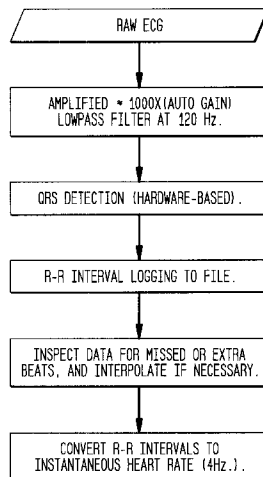 RAW ECG
AMPLIFIED * 1000X(AUTO GAIN)
LOWPASS FILTER AT 120 Hz.
QRS DETECTION (HARDWARE-BASED).
R-R INTERVAL LOGGING TO FILE.
INSPECT DATA FOR MISSED OR EXTRA
BEATS, AND INTERPOLATE IF NECESSARY.
CONVERT R-R INTERVALS TO
INSTANTANEOUS HEART RATE (4Hz.).